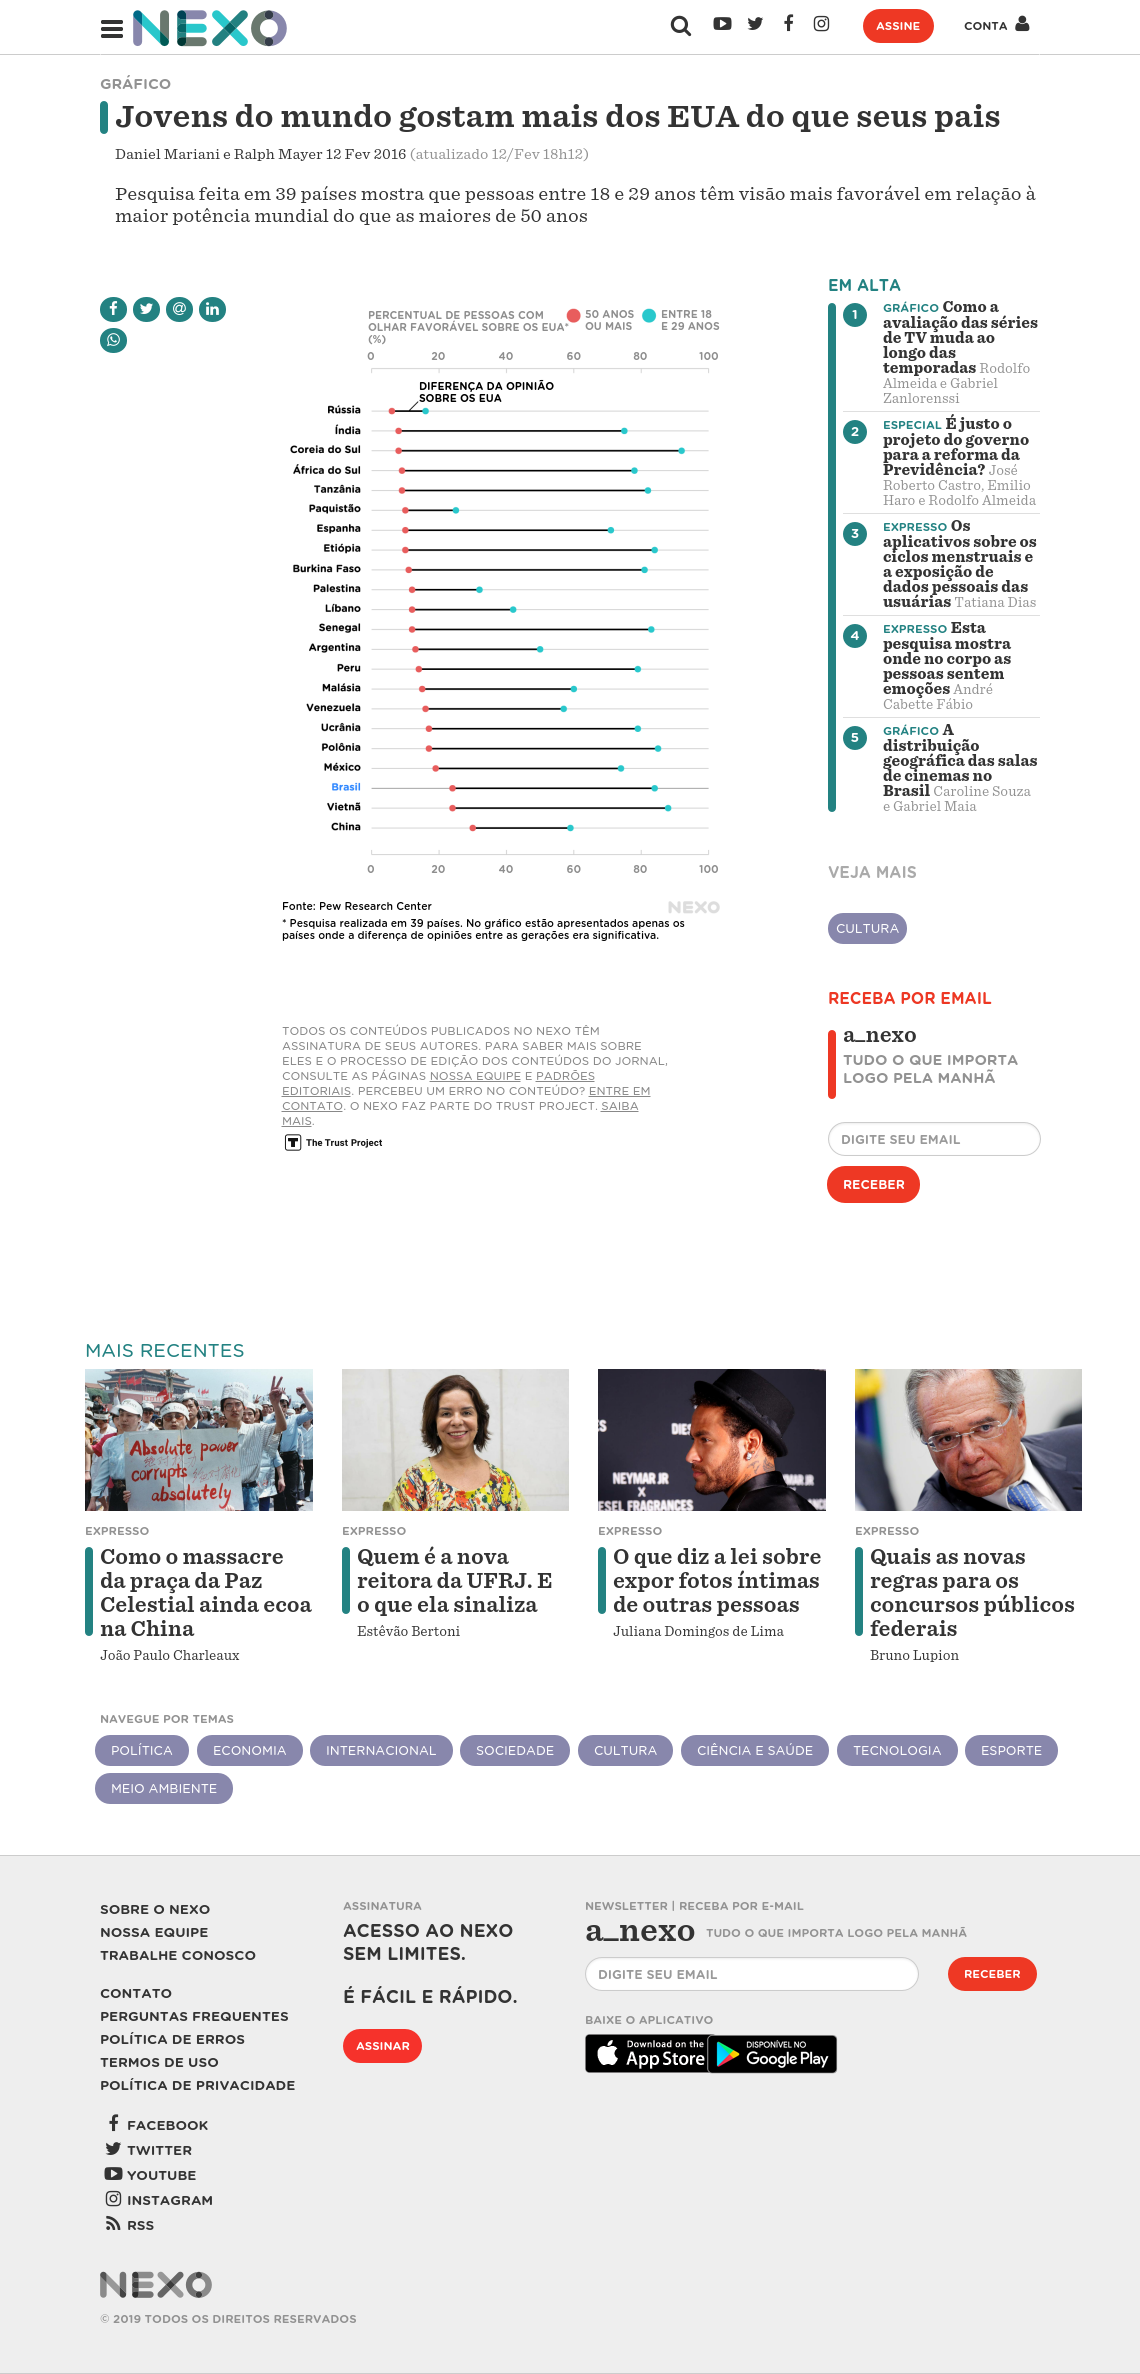 NEXO
ASSINE
CONTA
GRÁFICO
Jovens do mundo gostam mais dos EUA do que seus pais
Daniel Mariani e Ralph Mayer 12 Fev 2016 (atualizado 12/Fev 18h12)
Pesquisa feita em 39 países mostra que pessoas entre 18 e 29 anos têm visão mais favorável em relação à
maior potência mundial do que as maiores de 50 anos
PERCENTUAL DE PESSOAS COM
OLHAR FAVORÁVEL SOBRE OS EUA*
(%)
50 ANOS
OU MAIS
ENTRE 18
E 29 ANOS
0 20 40 60 80 100
DIFERENÇA DA OPINIÃO
SOBRE OS EUA
Rússia
Índia
Coreia do Sul
África do Sul
Tanzânia
Paquistão
Espanha
Etiópia
Burkina Faso
Palestina
Líbano
Senegal
Argentina
Peru
Malásia
Venezuela
Ucrânia
Polônia
México
Brasil
Vietnã
China
0 20 40 60 80 100
Fonte: Pew Research Center
NEXO
* Pesquisa realizada em 39 países. No gráfico estão apresentados apenas os
países onde a diferença de opiniões entre as gerações era significativa.
TODOS OS CONTEÚDOS PUBLICADOS NO NEXO TÊM
ASSINATURA DE SEUS AUTORES. PARA SABER MAIS SOBRE
ELES E O PROCESSO DE EDIÇÃO DOS CONTEÚDOS DO JORNAL,
CONSULTE AS PÁGINAS NOSSA EQUIPE E PADRÕES
EDITORIAIS. PERCEBEU UM ERRO NO CONTEÚDO? ENTRE EM
CONTATO. O NEXO FAZ PARTE DO TRUST PROJECT. SAIBA
MAIS.
T The Trust Project
EM ALTA
1 GRÁFICO Como a
avaliação das séries
de TV muda ao
longo das
temporadas Rodolfo
Almeida e Gabriel
Zanlorenssi
2 ESPECIAL É justo o
projeto do governo
para a reforma da
Previdência? José
Roberto Castro, Emilio
Haro e Rodolfo Almeida
3 EXPRESSO Os
aplicativos sobre os
ciclos menstruais e
a exposição de
dados pessoais das
usuárias Tatiana Dias
4 EXPRESSO Esta
pesquisa mostra
onde no corpo as
pessoas sentem
emoções André
Cabette Fábio
5 GRÁFICO A
distribuição
geográfica das salas
de cinemas no
Brasil Caroline Souza
e Gabriel Maia
VEJA MAIS
CULTURA
RECEBA POR EMAIL
a_nexo
TUDO O QUE IMPORTA
LOGO PELA MANHÃ
DIGITE SEU EMAIL
RECEBER
MAIS RECENTES
Absolute power
corrupts
absolutely
DIESEL
NEYMAR JR
X
DIESEL FRAGRANCES
YMAR JR
EXPRESSO
Como o massacre
da praça da Paz
Celestial ainda ecoa
na China
João Paulo Charleaux
EXPRESSO
Quem é a nova
reitora da UFRJ. E
o que ela sinaliza
Estêvão Bertoni
EXPRESSO
O que diz a lei sobre
expor fotos íntimas
de outras pessoas
Juliana Domingos de Lima
EXPRESSO
Quais as novas
regras para os
concursos públicos
federais
Bruno Lupion
NAVEGUE POR TEMAS
POLÍTICA ECONOMIA INTERNACIONAL SOCIEDADE CULTURA CIÊNCIA E SAÚDE TECNOLOGIA ESPORTE
MEIO AMBIENTE
SOBRE O NEXO
NOSSA EQUIPE
TRABALHE CONOSCO
CONTATO
PERGUNTAS FREQUENTES
POLÍTICA DE ERROS
TERMOS DE USO
POLÍTICA DE PRIVACIDADE
FACEBOOK
TWITTER
YOUTUBE
INSTAGRAM
RSS
ASSINATURA
ACESSO AO NEXO
SEM LIMITES.
É FÁCIL E RÁPIDO.
ASSINAR
NEWSLETTER | RECEBA POR E-MAIL
a_nexo TUDO O QUE IMPORTA LOGO PELA MANHÃ
DIGITE SEU EMAIL
RECEBER
BAIXE O APLICATIVO
Download on the
App Store
DISPONÍVEL NO
Google Play
NEXO
© 2019 TODOS OS DIREITOS RESERVADOS